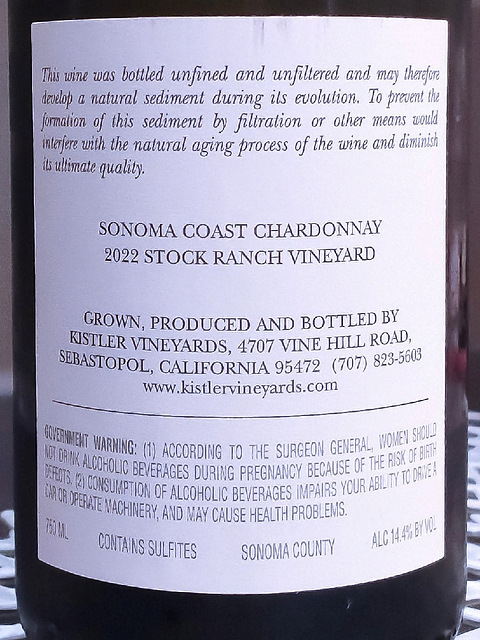 This wine was bottled unfined and unfiltered and may therefore
develop a natural sediment during its evolution. To prevent the
formation of this sediment by filtration or other means would
interfere with the natural aging process of the wine and diminish
its ultimate quality.
SONOMA COAST CHARDONNAY
2022 STOCK RANCH VINEYARD
GROWN, PRODUCED AND BOTTLED BY
KISTLER VINEYARDS, 4707 VINE HILL ROAD,
SEBASTOPOL, CALIFORNIA 95472 (707) 823-5603
www.kistlervineyards.com
GOVERNMENT WARNING: (1) ACCORDING TO THE SURGEON GENERAL, WOMEN SHOULD
NOT DRINK ALCOHOLIC BEVERAGES DURING PREGNANCY BECAUSE OF THE RISK OF BIRTH
DEFECTS. (2) CONSUMPTION OF ALCOHOLIC BEVERAGES IMPAIRS YOUR ABILITY TO DRIVE A
CAR OR OPERATE MACHINERY, AND MAY CAUSE HEALTH PROBLEMS.
750 ML CONTAINS SULFITES SONOMA COUNTY ALC 14.4% BY VOL